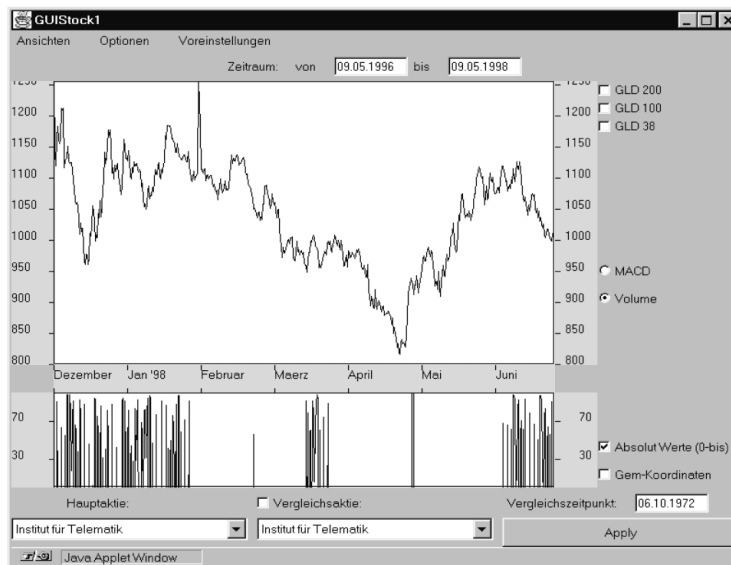 GUIStock1
Ansichten Optionen Voreinstellungen
Zeitraum: von 09.05.1996 bis 09.05.1998
1250 1250
GLD 200
1200 1200
GLD 100
1150 1150
GLD 38
1100 1100
1050 1050
1000 1000
950 950
MACD
900 900
Volume
850 850
800 800
Dezember Jan '98 Februar Maerz April Mai Juni
70 70
Absolut Werte (0-bis)
30 30
Gem-Koordinaten
Hauptaktie: Vergleichsaktie: Vergleichszeitpunkt: 06.10.1972
Institut für Telematik Institut für Telematik Apply
Java Applet Window